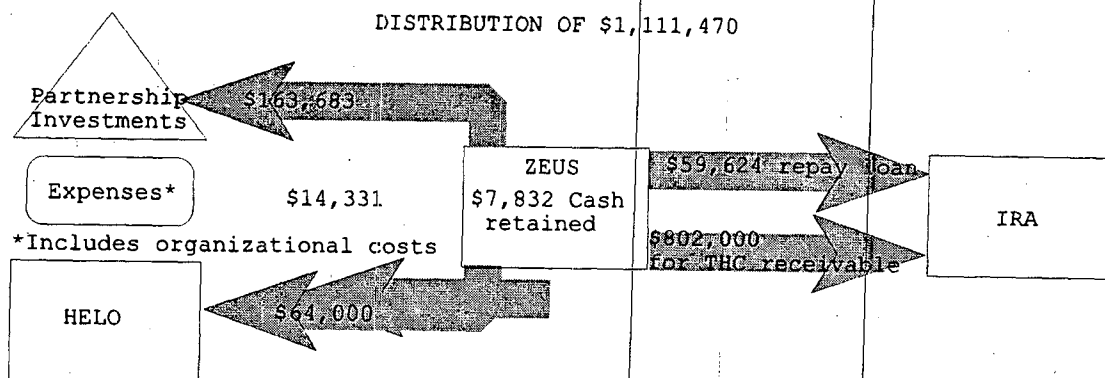 DISTRIBUTION OF $1,111,470
Partnership
Investments
$163,683
Expenses*
$14,331
*Includes organizational costs
HELO
$64,000
ZEUS
$7,832 Cash
retained
$59,624 repay loan
$802,000
for THC receivable
IRA